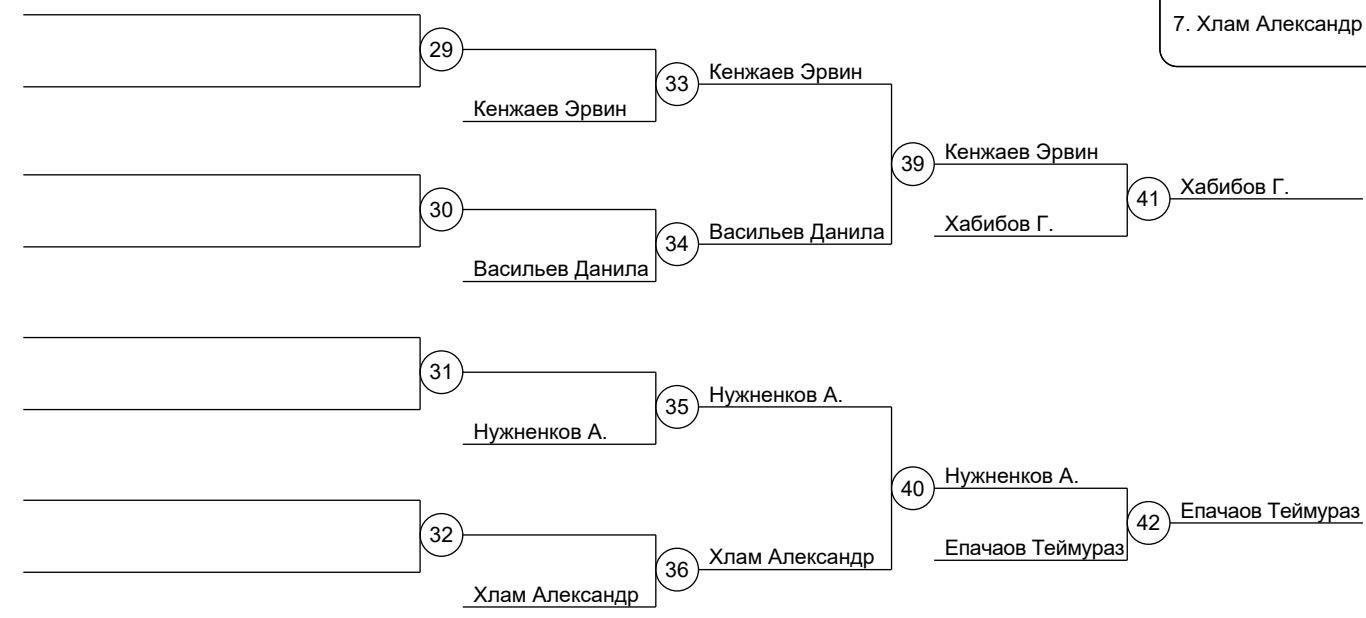 7. Хлам Александр
29
33
Кенжаев Эрвин
Кенжаев Эрвин
39
Кенжаев Эрвин
41
Хабибов Г.
Хабибов Г.
30
34
Васильев Данила
Васильев Данила
31
35
Нужненков А.
Нужненков А.
40
Нужненков А.
42
Епачаов Теймураз
Епачаов Теймураз
32
36
Хлам Александр
Хлам Александр